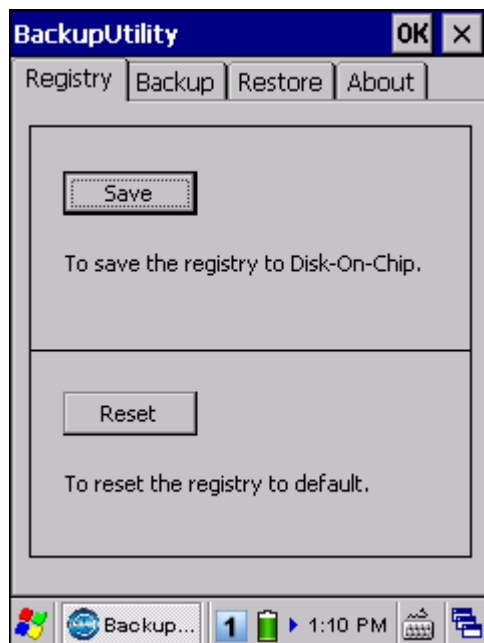 BackupUtility OK ×
Registry Backup Restore About
Save
To save the registry to Disk-On-Chip.
Reset
To reset the registry to default.
Backup... 1 1:10 PM